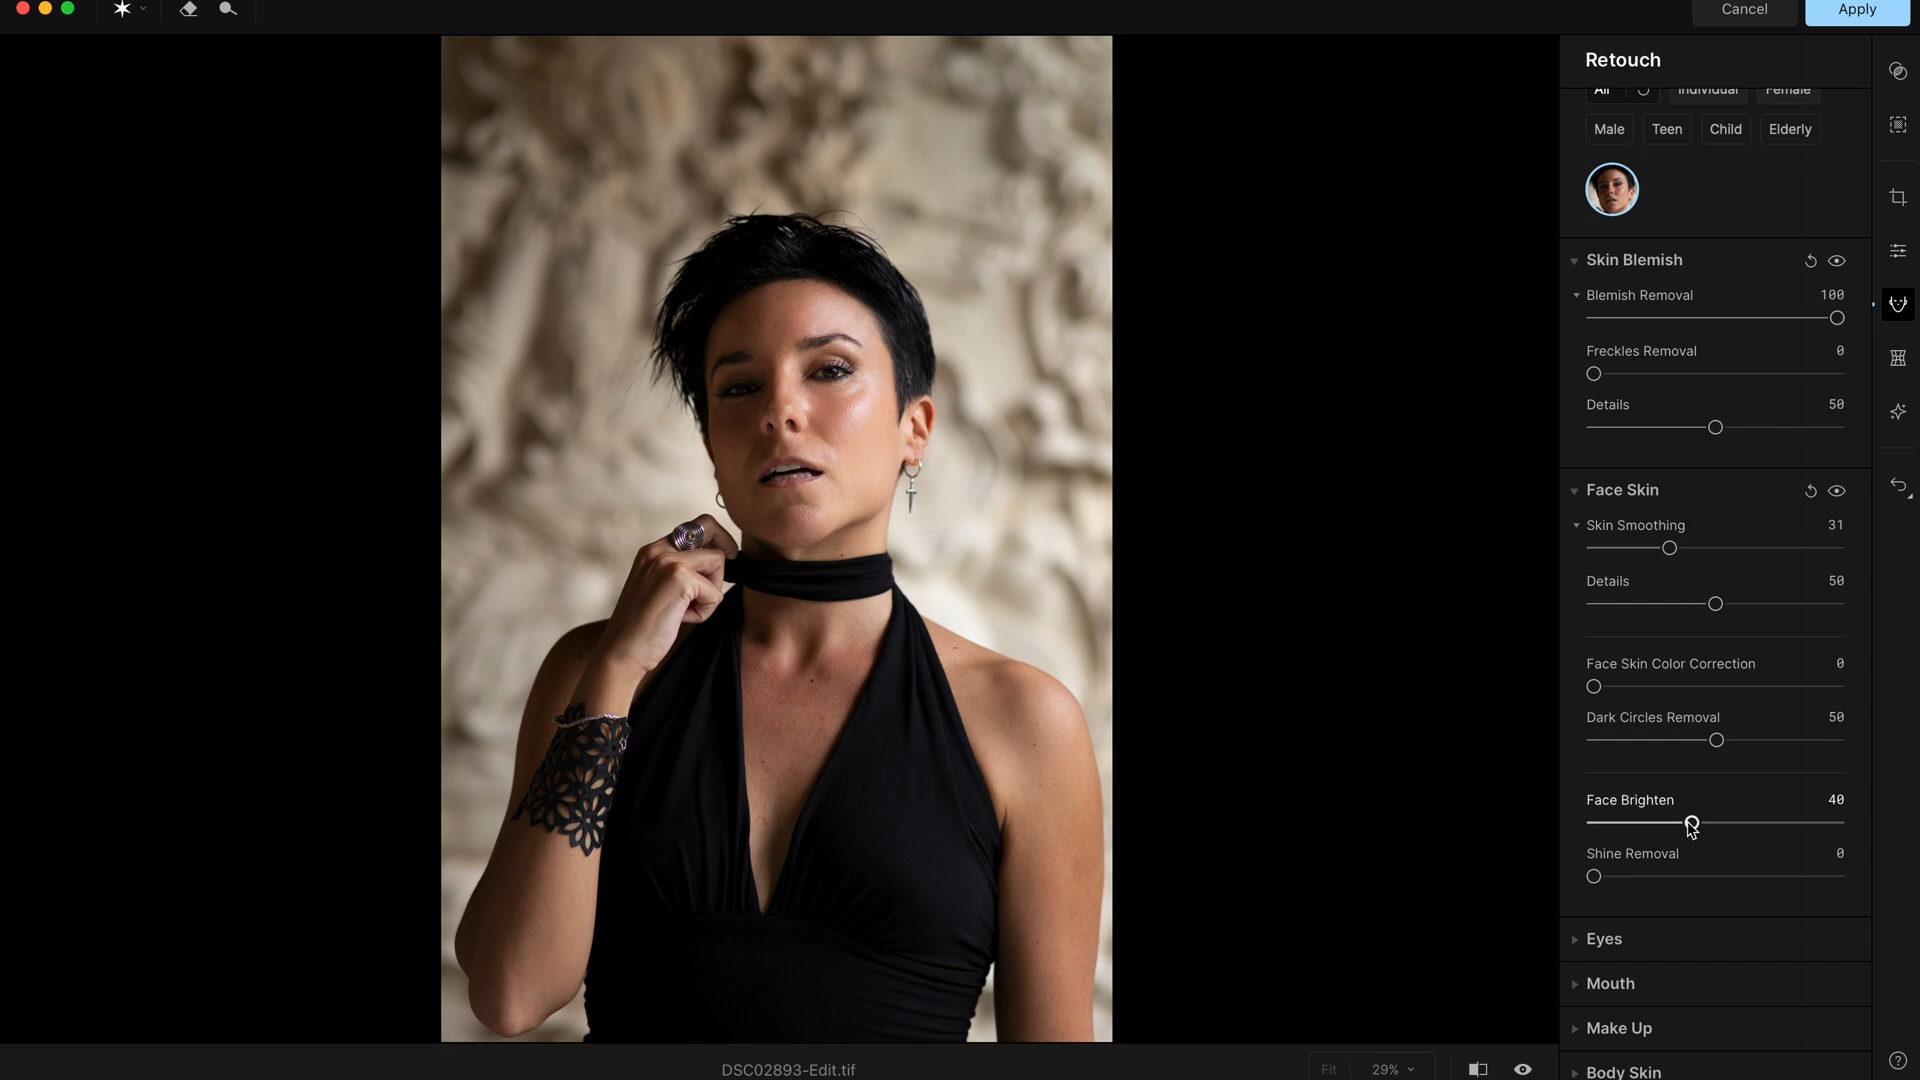 Cancel
Apply
Retouch
All
Individual
Female
Male
Teen
Child
Elderly
Skin Blemish
Blemish Removal
100
Freckles Removal
0
Details
50
Face Skin
Skin Smoothing
31
Details
50
Face Skin Color Correction
0
Dark Circles Removal
50
Face Brighten
40
Shine Removal
0
Eyes
Mouth
Make Up
Body Skin
DSC02893-Edit.tif
Fit
29%